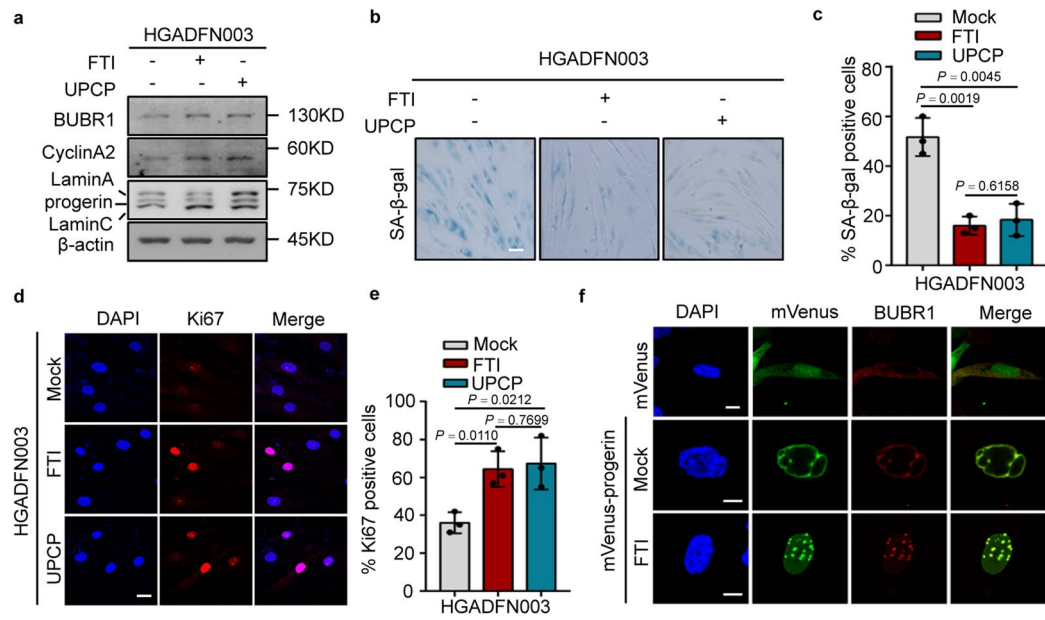 a
HGADFN003
FTI - + -
UPCP - - +
BUBR1
130KD
CyclinA2
60KD
LaminA
75KD
progerin
LaminC
β-actin
45KD
b
HGADFN003
FTI - + -
UPCP - - +
SA-β-gal
c
Mock
FTI
UPCP
% SA-β-gal positive cells
80
60
40
20
0
P = 0.0045
P = 0.0019
P = 0.6158
HGADFN003
d
DAPI Ki67 Merge
HGADFN003
Mock
FTI
UPCP
e
Mock
FTI
UPCP
% Ki67 positive cells
100
80
60
40
20
0
P = 0.0212
P = 0.7699
P = 0.0110
HGADFN003
f
DAPI mVenus BUBR1 Merge
mVenus
mVenus-progerin
Mock
FTI